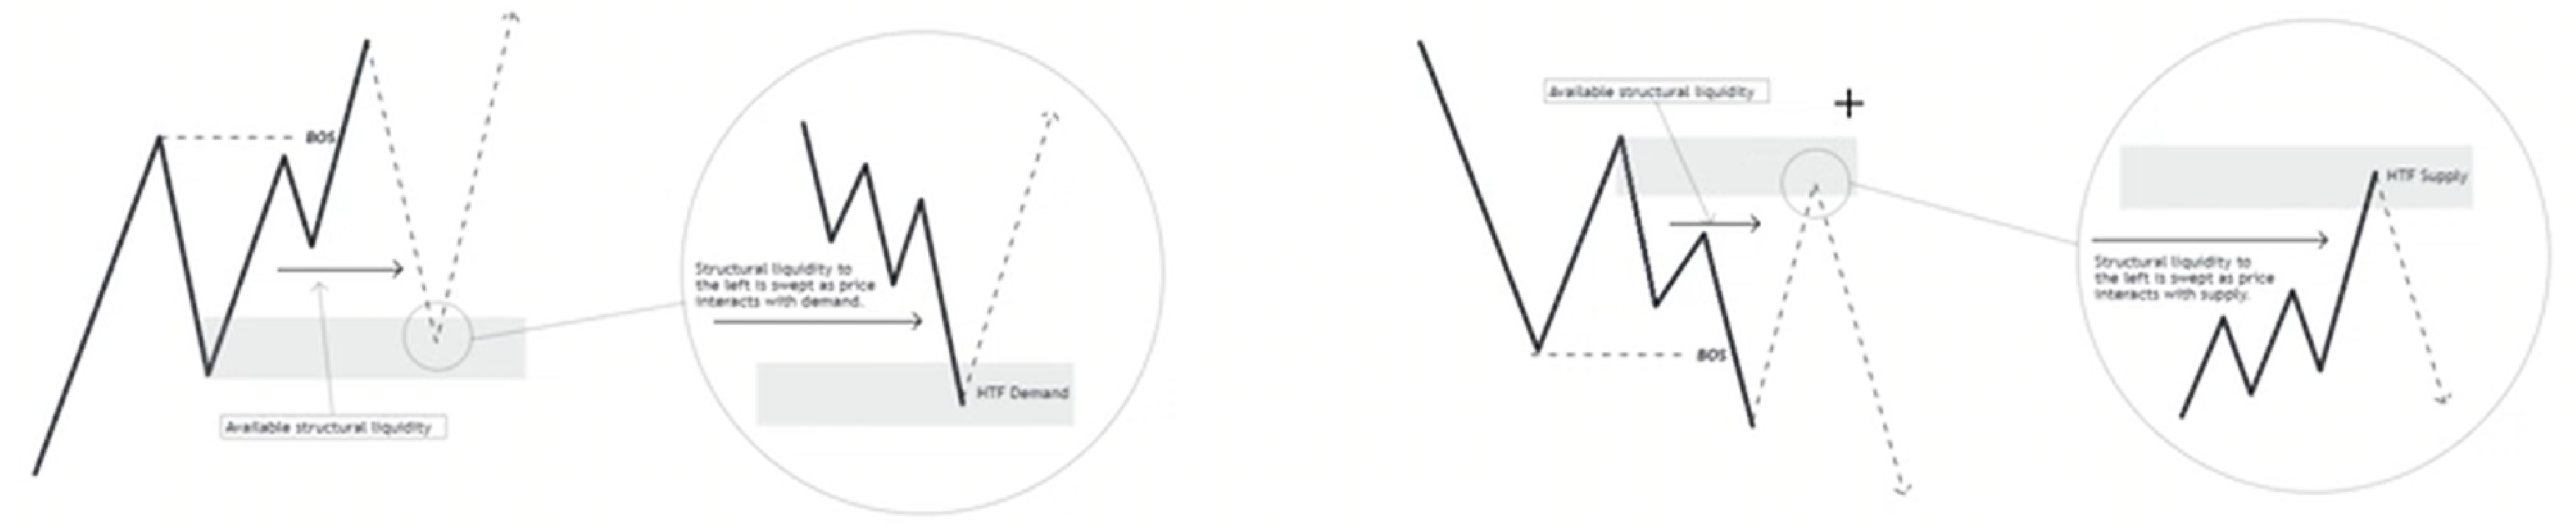 BOS
Available structural liquidity
Structural liquidity to
the left is swept as price
interacts with demand.
HTF Demand
Available structural liquidity
BOS
HTF Supply
Structural liquidity to
the left is swept as price
interacts with supply.